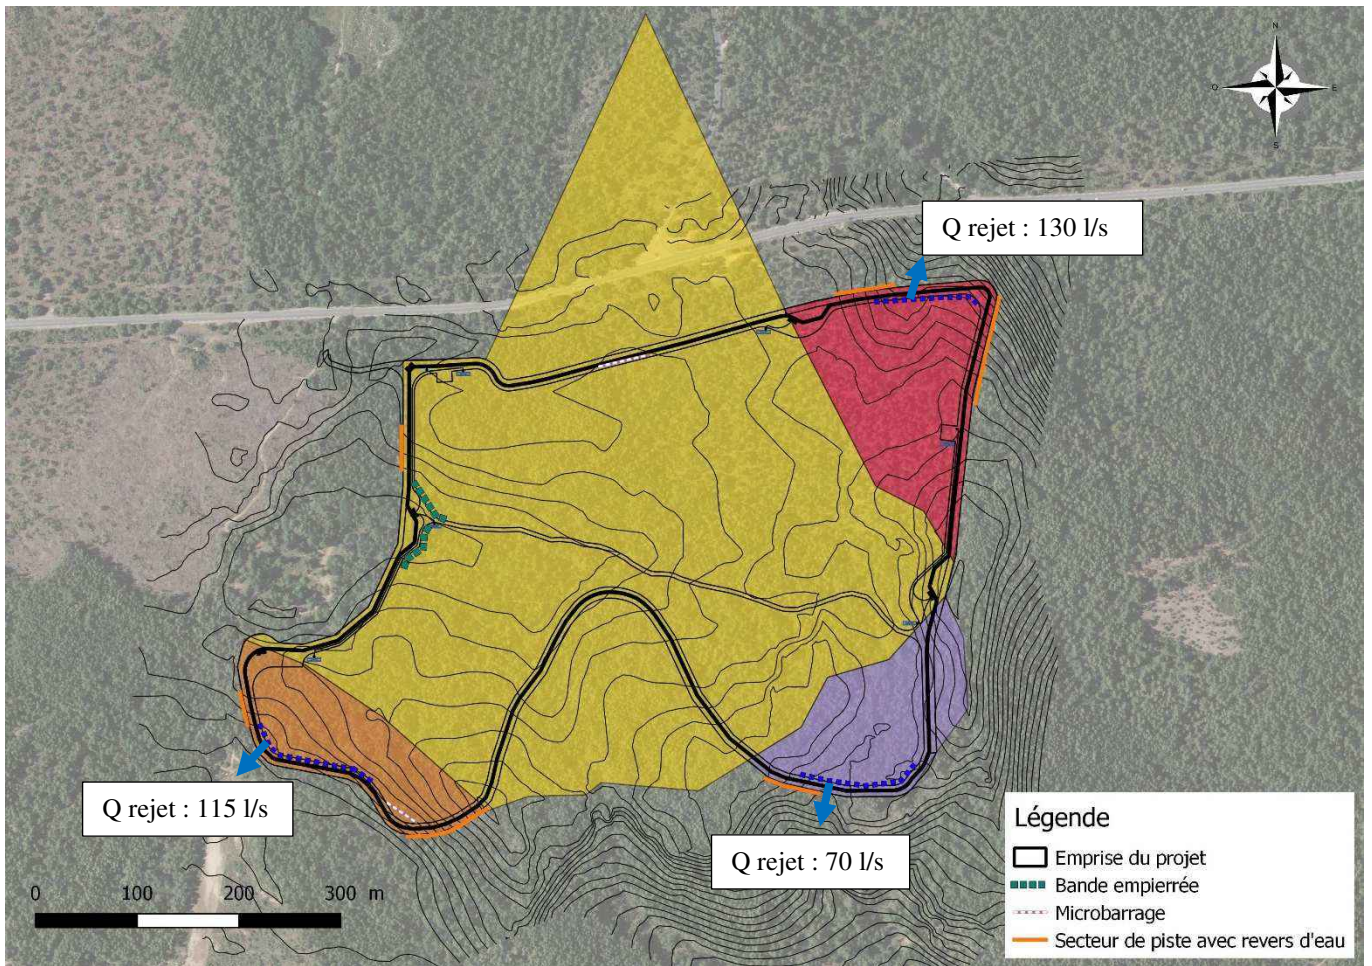 N
O
E
S
Q rejet : 130 l/s
Q rejet : 115 l/s
Q rejet : 70 l/s
0 100 200 300 m
Légende
Emprise du projet
Bande empierrée
Microbarrage
Secteur de piste avec revers d'eau